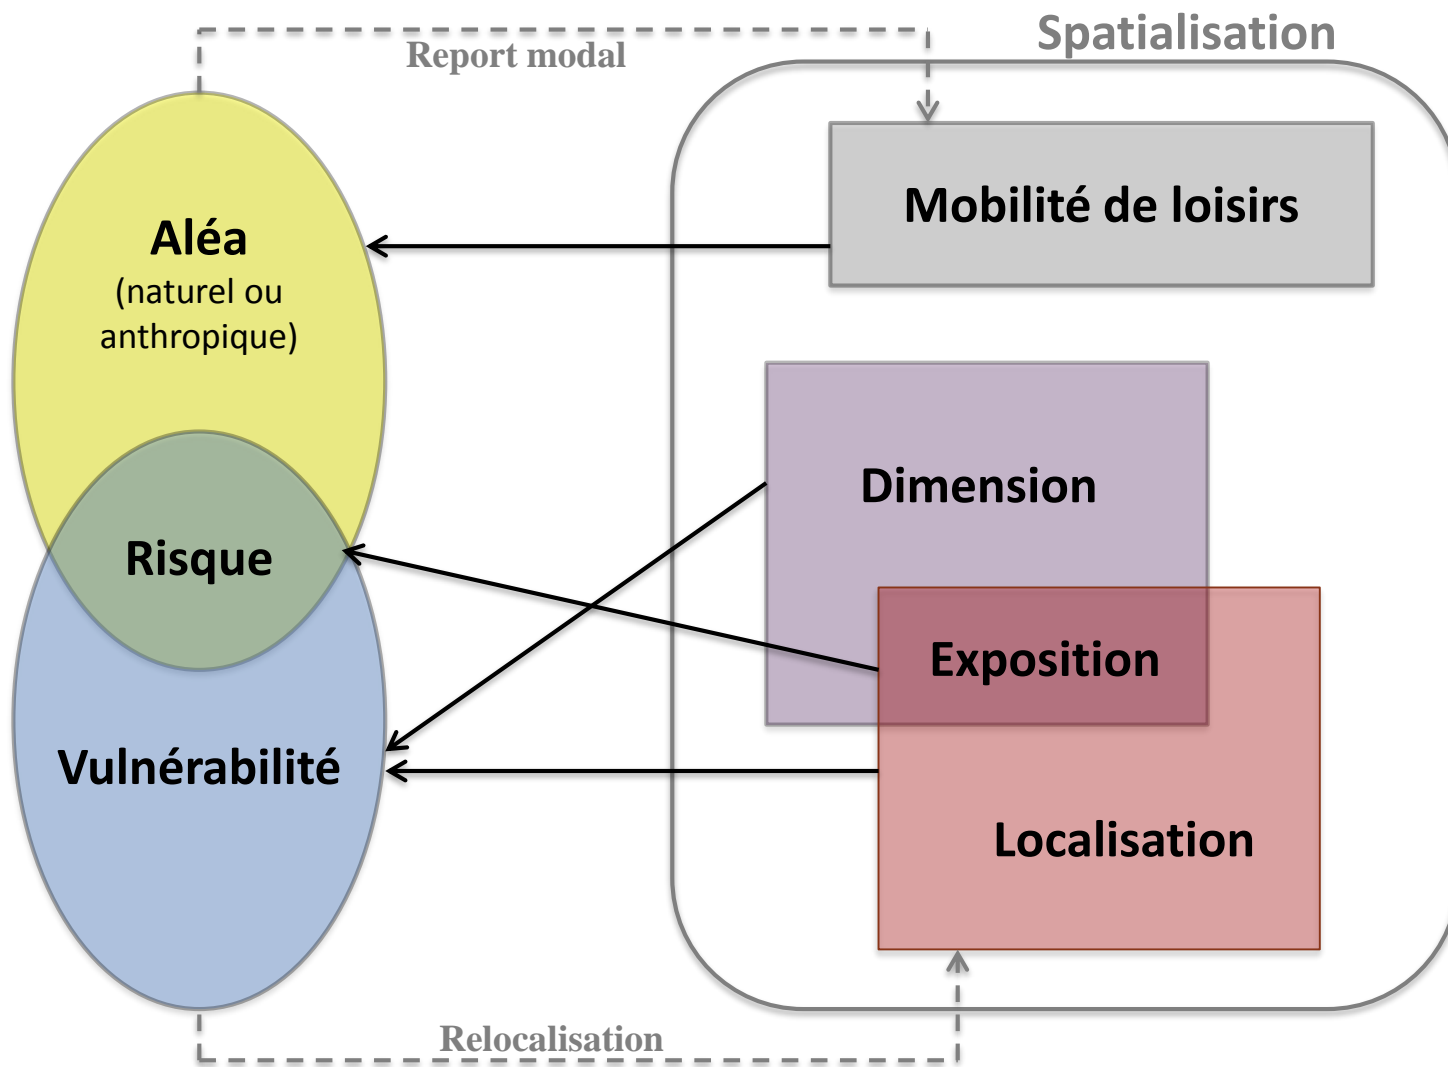 Spatialisation
Report modal
Mobilité de loisirs
Aléa
(naturel ou
anthropique)
Dimension
Risque
Exposition
Vulnérabilité
Localisation
Relocalisation